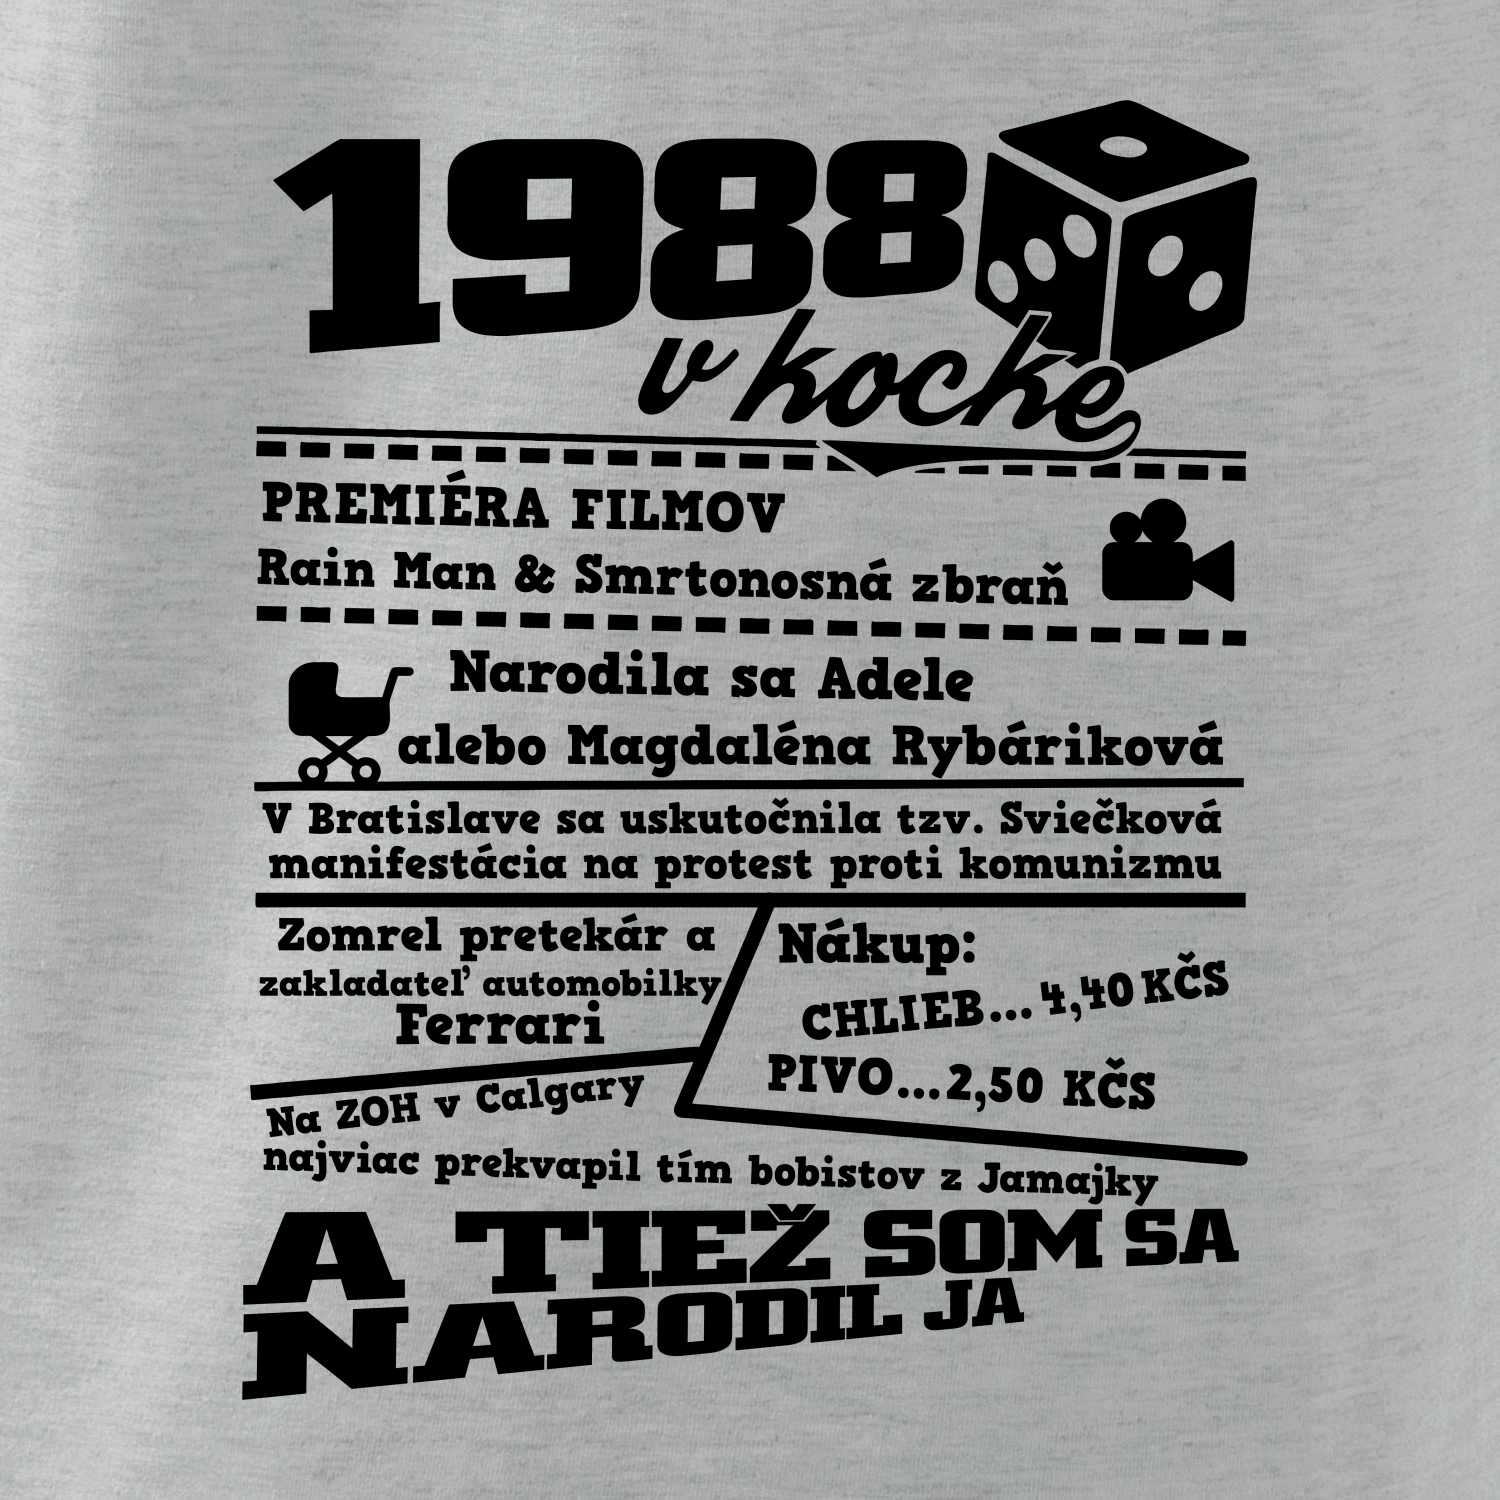 1988
v kocke
PREMIÉRA FILMOV
Rain Man & Smrtonosná zbraň
Narodila sa Adele
alebo Magdaléna Rybáriková
V Bratislave sa uskutočnila tzv. Sviečková
manifestácia na protest proti komunizmu
Zomrel pretekár a
zakladateľ automobilky
Ferrari
Nákup:
CHLIEB...4,40 KČS
PIVO...2,50 KČS
Na ZOH v Calgary
najviac prekvapil tím bobistov z Jamajky
A TIEŽ SOM SA
NARODIL JA